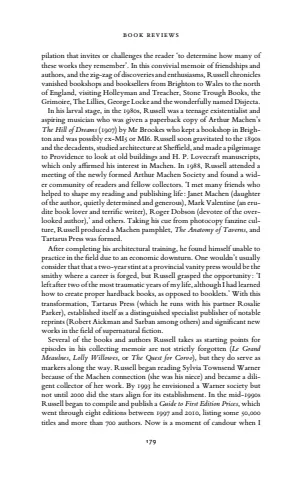 BOOK REVIEWS
pilation that invites or challenges the reader 'to determine how many of
these works they remember'. In this convivial memoir of friendships and
authors, and the zig-zag of discoveries and enthusiasms, Russell chronicles
vanished bookshops and booksellers from Brighton to Wales to the north
of England, visiting Holleyman and Treacher, Stone Trough Books, the
Grimoire, The Lillies, George Locke and the wonderfully named Disjecta.
In his larval stage, in the 1980s, Russell was a teenage existentialist and
aspiring musician who was given a paperback copy of Arthur Machen's
The Hill of Dreams (1907) by Mr Brookes who kept a bookshop in Brigh-
ton and was possibly ex-MI5 or MI6. Russell soon gravitated to the 1890s
and the decadents, studied architecture at Sheffield, and made a pilgrimage
to Providence to look at old buildings and H. P. Lovecraft manuscripts,
which only affirmed his interest in Machen. In 1988, Russell attended a
meeting of the newly formed Arthur Machen Society and found a wid-
er community of readers and fellow collectors. 'I met many friends who
helped to shape my reading and publishing life: Janet Machen (daughter
of the author, quietly determined and generous), Mark Valentine (an eru-
dite book lover and terrific writer), Roger Dobson (devotee of the over-
looked author),' and others. Taking his cue from photocopy fanzine cul-
ture, Russell produced a Machen pamphlet, The Anatomy of Taverns, and
Tartarus Press was formed.
After completing his architectural training, he found himself unable to
practice in the field due to an economic downturn. One wouldn't usually
consider that that a two-year stint at a provincial vanity press would be the
smithy where a career is forged, but Russell grasped the opportunity: 'I
left after two of the most traumatic years of my life, although I had learned
how to create proper hardback books, as opposed to booklets.' With this
transformation, Tartarus Press (which he runs with his partner Rosalie
Parker), established itself as a distinguished specialist publisher of notable
reprints (Robert Aickman and Sarban among others) and significant new
works in the field of supernatural fiction.
Several of the books and authors Russell takes as starting points for
episodes in his collecting memoir are not strictly forgotten (Le Grand
Meaulnes, Lolly Willowes, or The Quest for Corvo), but they do serve as
markers along the way. Russell began reading Sylvia Townsend Warner
because of the Machen connection (she was his niece) and became a dili-
gent collector of her work. By 1993 he envisioned a Warner society but
not until 2000 did the stars align for its establishment. In the mid-1990s
Russell began to compile and publish a Guide to First Edition Prices, which
went through eight editions between 1997 and 2010, listing some 50,000
titles and more than 700 authors. Now is a moment of candour when I
179